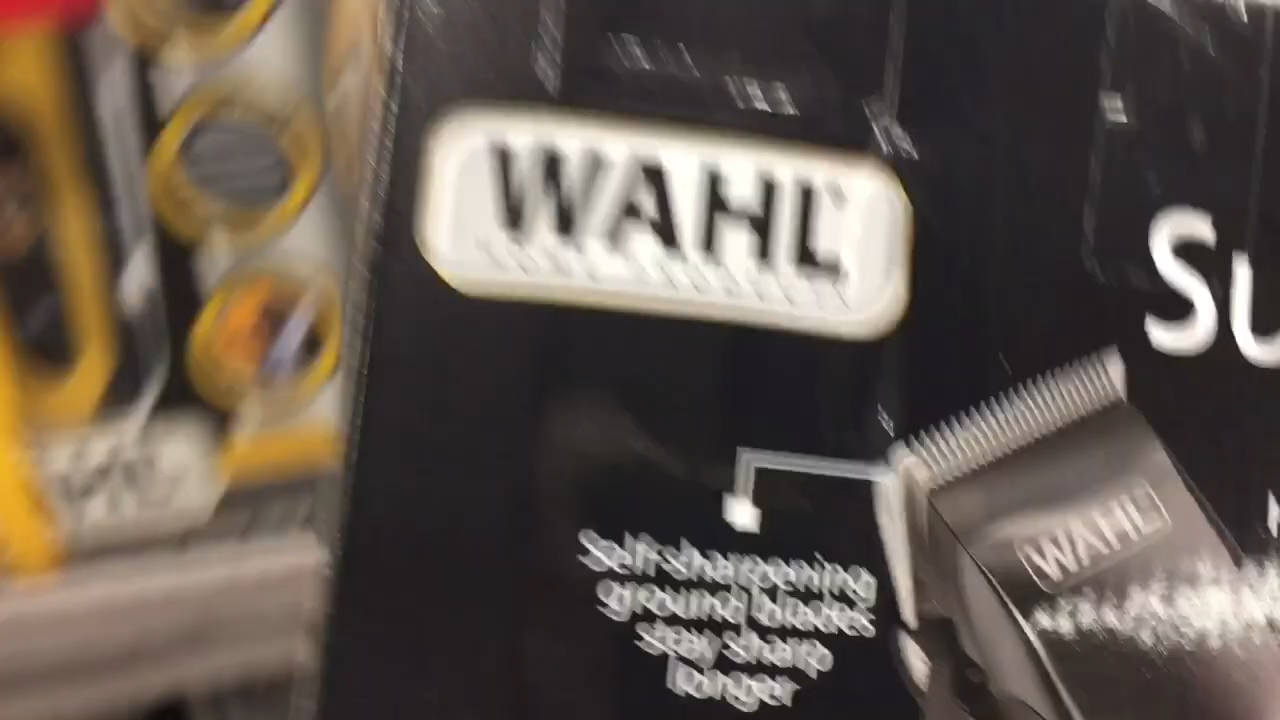 WAHL
Su
Self-sharpening
ground blades
stay sharp
longer
WAHL